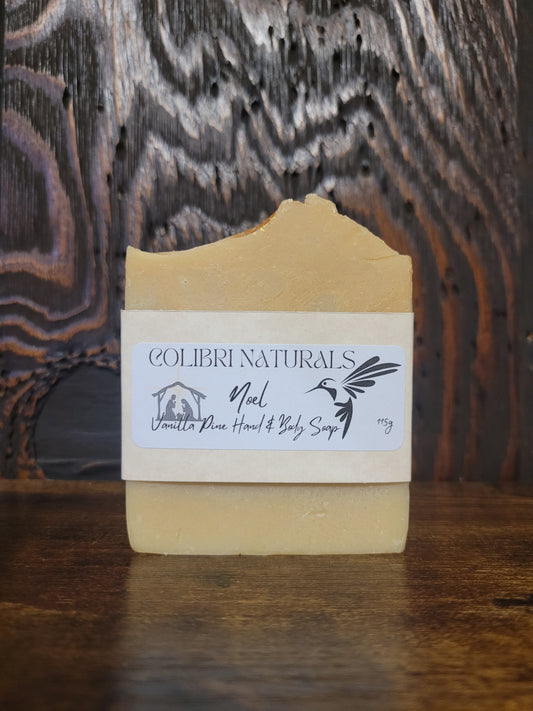 COLIBRI NATURALS
Noel
Vanilla Pine Hand & Body Soap
115g